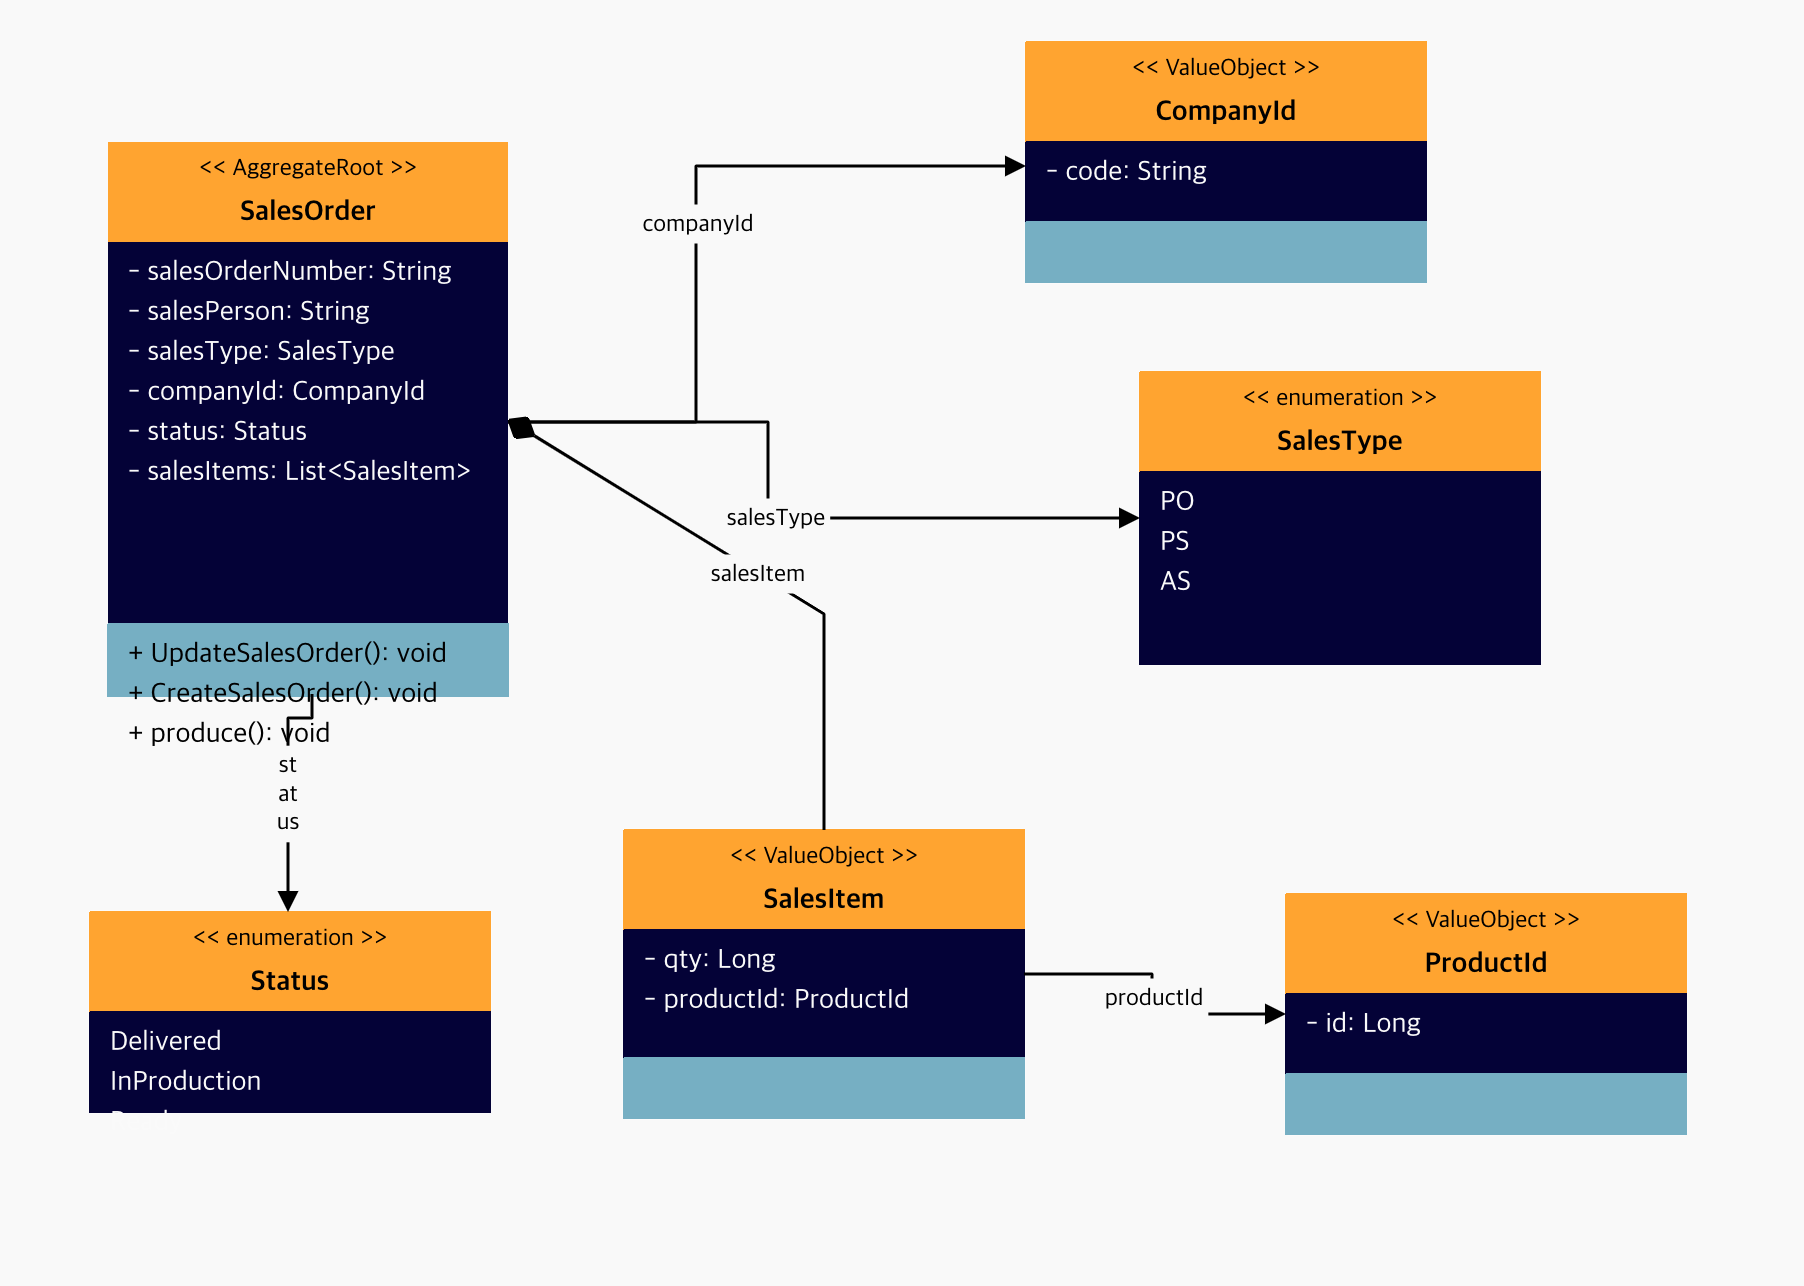 << AggregateRoot >>
SalesOrder
- salesOrderNumber: String
- salesPerson: String
- salesType: SalesType
- companyId: CompanyId
- status: Status
- salesItems: List<SalesItem>
+ UpdateSalesOrder(): void
+ CreateSalesOrder(): void
+ produce(): void
st
at
us
<< enumeration >>
Status
Delivered
InProduction
companyId
salesType
salesItem
<< ValueObject >>
CompanyId
- code: String
<< enumeration >>
SalesType
PO
PS
AS
<< ValueObject >>
SalesItem
- qty: Long
- productId: ProductId
productId
<< ValueObject >>
ProductId
- id: Long